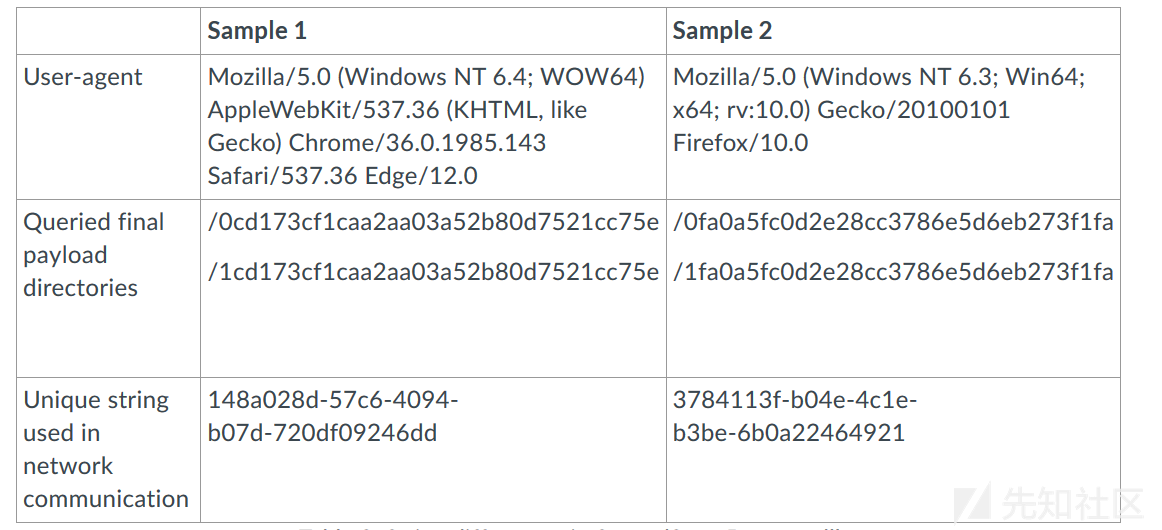 Sample 1
Sample 2
User-agent
Mozilla/5.0 (Windows NT 6.4; WOW64)
AppleWebKit/537.36 (KHTML, like
Gecko) Chrome/36.0.1985.143
Safari/537.36 Edge/12.0
Mozilla/5.0 (Windows NT 6.3; Win64;
x64; rv:10.0) Gecko/20100101
Firefox/10.0
Queried final
payload
directories
/0cd173cf1caa2aa03a52b80d7521cc75e
/1cd173cf1caa2aa03a52b80d7521cc75e
/0fa0a5fc0d2e28cc3786e5d6eb273f1fa
/1fa0a5fc0d2e28cc3786e5d6eb273f1fa
Unique string
used in
network
communication
148a028d-57c6-4094-
b07d-720df09246dd
3784113f-b04e-4c1e-
b3be-6b0a22464921
先知社区